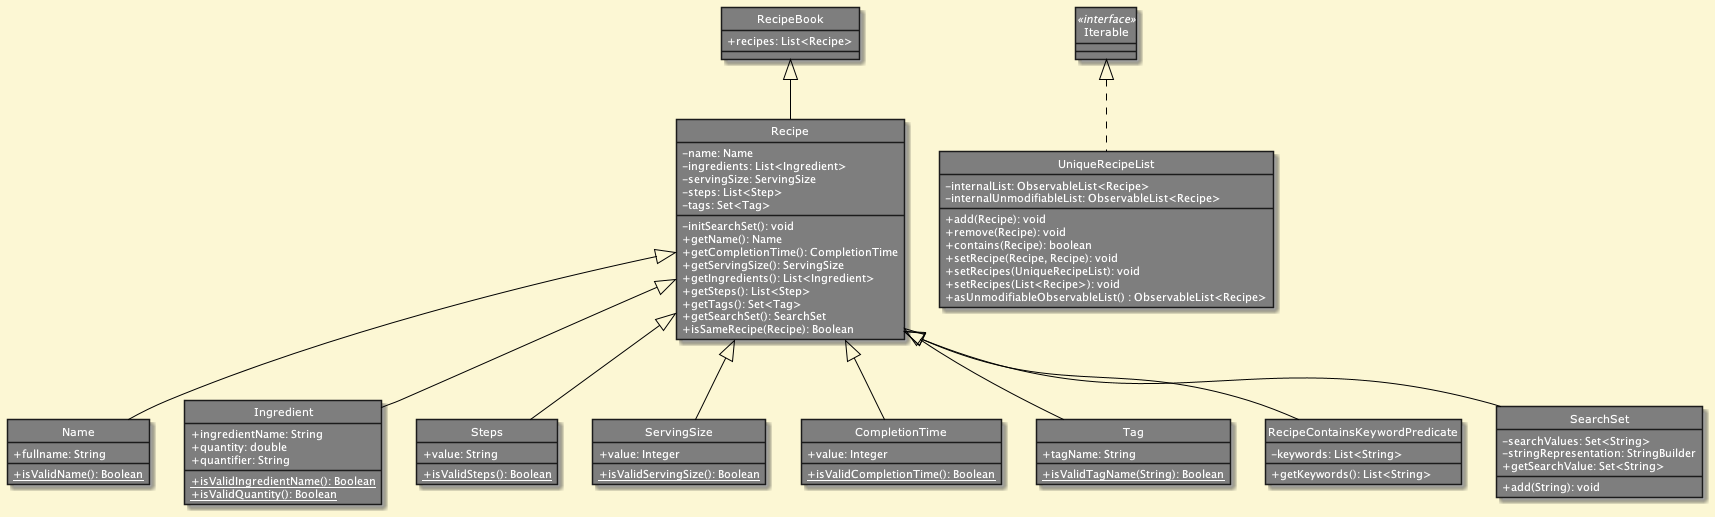 RecipeBook
+recipes: List<Recipe>
«interface»
Iterable
Recipe
-name: Name
-ingredients: List<Ingredient>
-servingSize: ServingSize
-steps: List<Step>
-tags: Set<Tag>
-initSearchSet(): void
+getName(): Name
+getCompletionTime(): CompletionTime
+getServingSize(): ServingSize
+getIngredients(): List<Ingredient>
+getSteps(): List<Step>
+getTags(): Set<Tag>
+getSearchSet(): SearchSet
+isSameRecipe(Recipe): Boolean
UniqueRecipeList
-internalList: ObservableList<Recipe>
-internalUnmodifiableList: ObservableList<Recipe>
+add(Recipe): void
+remove(Recipe): void
+contains(Recipe): boolean
+setRecipe(Recipe, Recipe): void
+setRecipes(UniqueRecipeList): void
+setRecipes(List<Recipe>): void
+asUnmodifiableObservableList() : ObservableList<Recipe>
Name
+fullname: String
+isValidName(): Boolean
Ingredient
+ingredientName: String
+quantity: double
+quantifier: String
+isValidIngredientName(): Boolean
+isValidQuantity(): Boolean
Steps
+value: String
+isValidSteps(): Boolean
ServingSize
+value: Integer
+isValidServingSize(): Boolean
CompletionTime
+value: Integer
+isValidCompletionTime(): Boolean
Tag
+tagName: String
+isValidTagName(String): Boolean
RecipeContainsKeywordPredicate
-keywords: List<String>
+getKeywords(): List<String>
SearchSet
-searchValues: Set<String>
-stringRepresentation: StringBuilder
+getSearchValue: Set<String>
+add(String): void